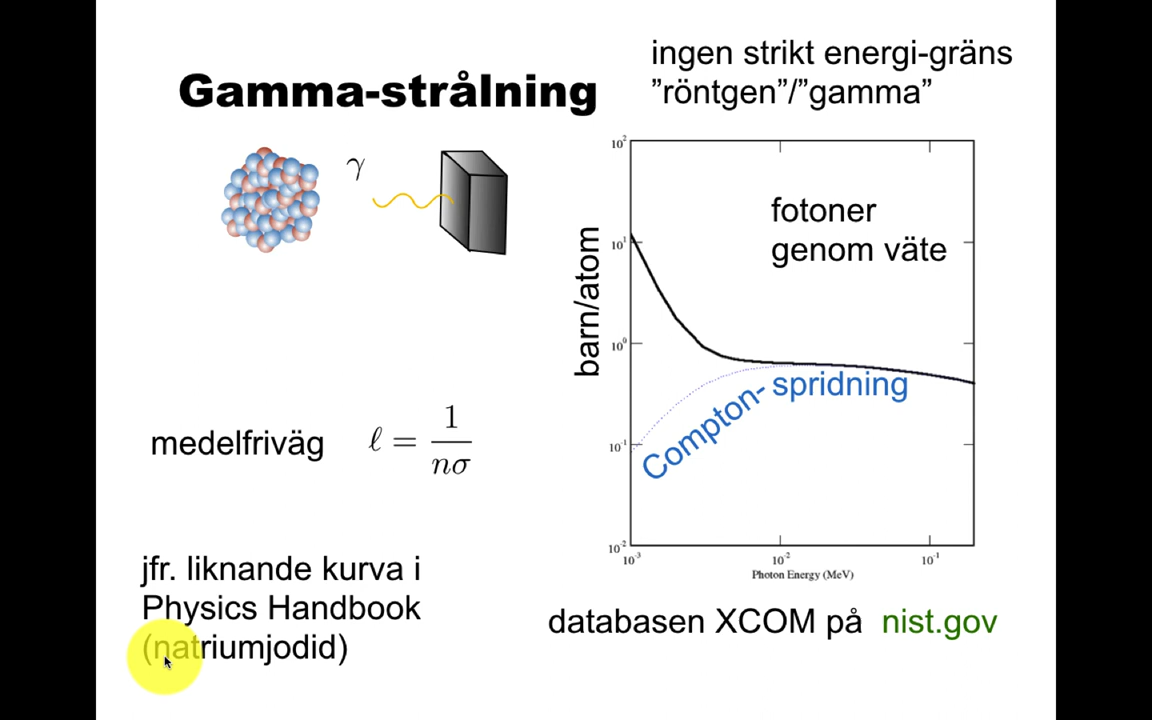 Gamma-strålning
ingen strikt energi-gräns
”röntgen”/”gamma”
γ
fotoner
genom väte
barn/atom
10²
10¹
10⁰
10⁻¹
10⁻²
Compton- spridning
10⁻³
10⁻²
10⁻¹
Photon Energy (MeV)
medelfriväg ℓ = 1/nσ
jfr. liknande kurva i
Physics Handbook
(natriumjodid)
databasen XCOM på nist.gov